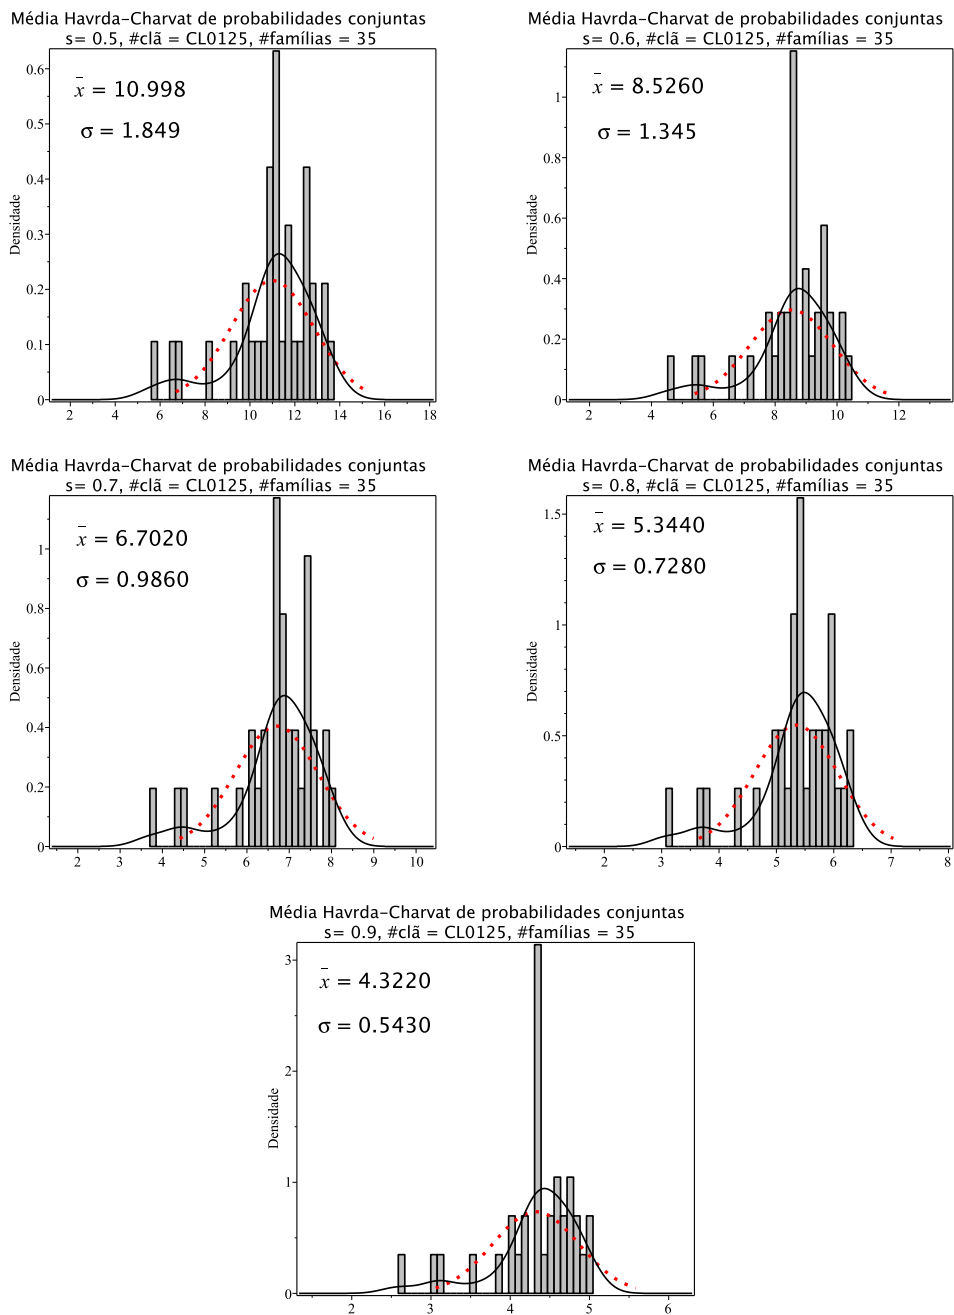 Média Havrda-Charvat de probabilidades conjuntas
s= 0.5, #clã = CL0125, #famílias = 35
x̄ = 10.998
σ = 1.849
Densidade
0.6
0.5
0.4
0.3
0.2
0.1
0
2 4 6 8 10 12 14 16 18
Média Havrda-Charvat de probabilidades conjuntas
s= 0.6, #clã = CL0125, #famílias = 35
x̄ = 8.5260
σ = 1.345
Densidade
1
0.8
0.6
0.4
0.2
0
2 4 6 8 10 12
Média Havrda-Charvat de probabilidades conjuntas
s= 0.7, #clã = CL0125, #famílias = 35
x̄ = 6.7020
σ = 0.9860
Densidade
1
0.8
0.6
0.4
0.2
0
2 3 4 5 6 7 8 9 10
Média Havrda-Charvat de probabilidades conjuntas
s= 0.8, #clã = CL0125, #famílias = 35
x̄ = 5.3440
σ = 0.7280
Densidade
1.5
1
0.5
0
2 3 4 5 6 7 8
Média Havrda-Charvat de probabilidades conjuntas
s= 0.9, #clã = CL0125, #famílias = 35
x̄ = 4.3220
σ = 0.5430
Densidade
3
2
1
0
2 3 4 5 6